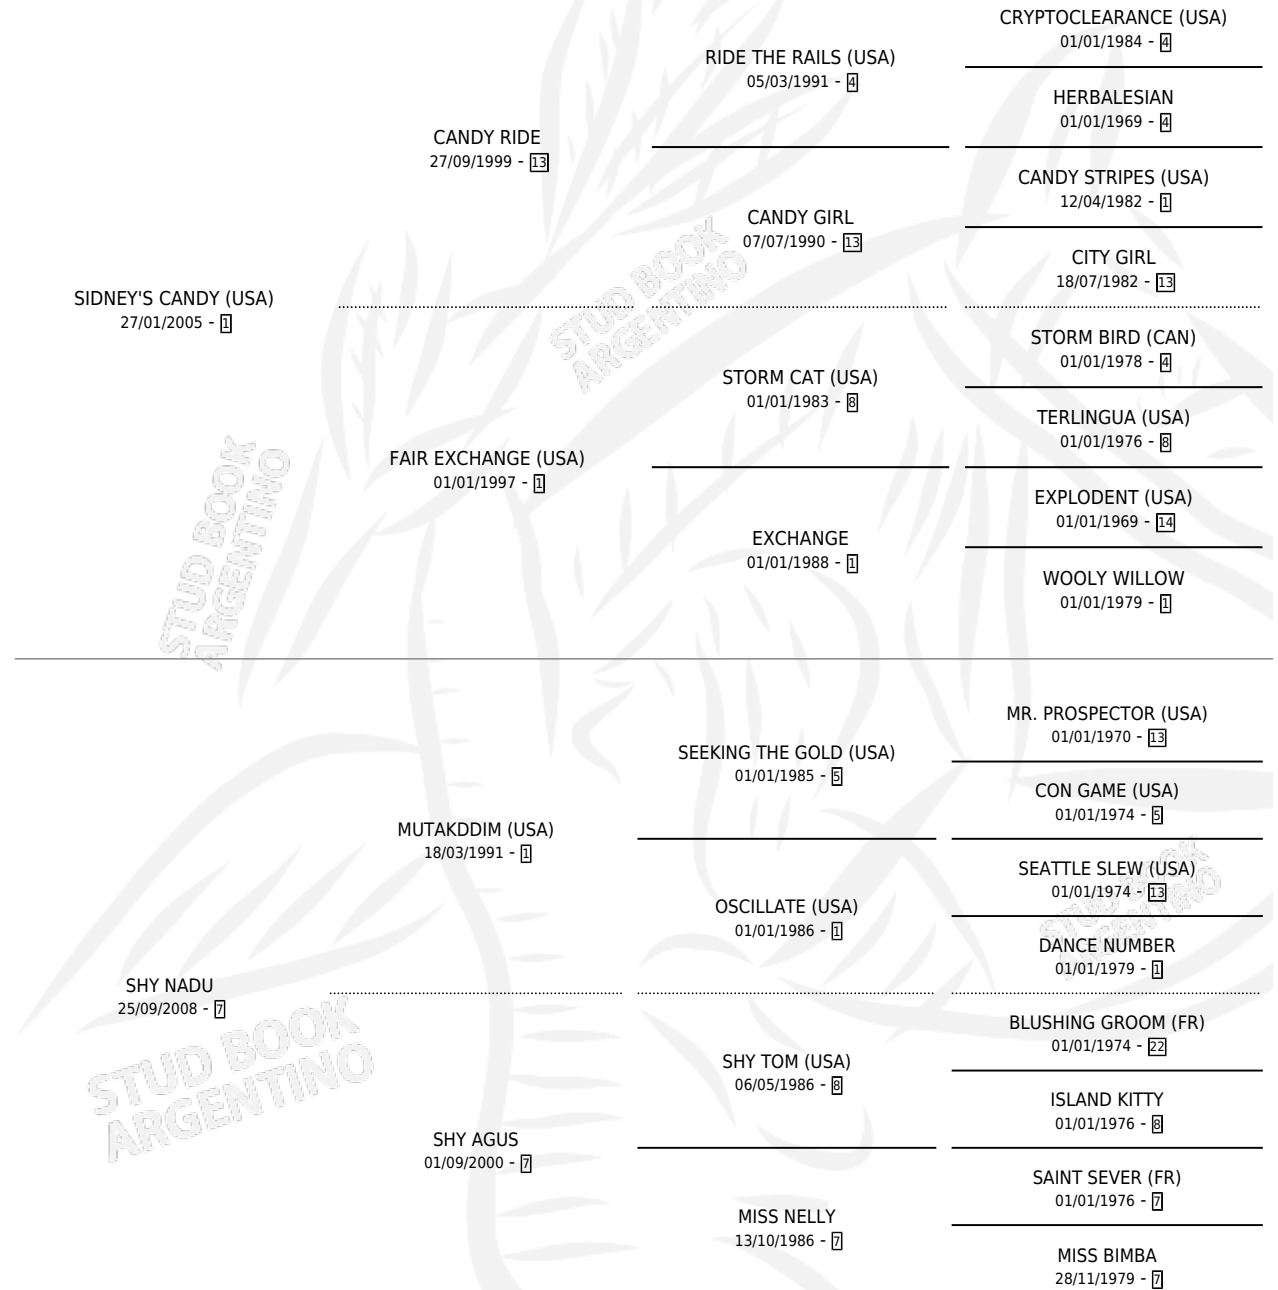 CRYPTOCLEARANCE (USA)
01/01/1984 - 4
RIDE THE RAILS (USA)
05/03/1991 - 4
HERBALESIAN
01/01/1969 - 4
CANDY RIDE
27/09/1999 - 13
CANDY STRIPES (USA)
12/04/1982 - 1
CANDY GIRL
07/07/1990 - 13
CITY GIRL
18/07/1982 - 13
SIDNEY'S CANDY (USA)
27/01/2005 - 1
STUD BOOK
ARGENTINO
STORM BIRD (CAN)
01/01/1978 - 4
STORM CAT (USA)
01/01/1983 - 8
TERLINGUA (USA)
01/01/1976 - 8
FAIR EXCHANGE (USA)
01/01/1997 - 1
EXPLODENT (USA)
01/01/1969 - 14
EXCHANGE
01/01/1988 - 1
WOOLY WILLOW
01/01/1979 - 1
STUD BOOK
ARGENTINO
MR. PROSPECTOR (USA)
01/01/1970 - 13
SEEKING THE GOLD (USA)
01/01/1985 - 5
CON GAME (USA)
01/01/1974 - 5
MUTAKDDIM (USA)
18/03/1991 - 1
SEATTLE SLEW (USA)
01/01/1974 - 13
OSCILLATE (USA)
01/01/1986 - 1
DANCE NUMBER
01/01/1979 - 1
STUD BOOK
ARGENTINO
SHY NADU
25/09/2008 - 7
BLUSHING GROOM (FR)
01/01/1974 - 22
SHY TOM (USA)
06/05/1986 - 8
ISLAND KITTY
01/01/1976 - 8
STUD BOOK
ARGENTINO
SHY AGUS
01/09/2000 - 7
SAINT SEVER (FR)
01/01/1976 - 7
MISS NELLY
13/10/1986 - 7
MISS BIMBA
28/11/1979 - 7